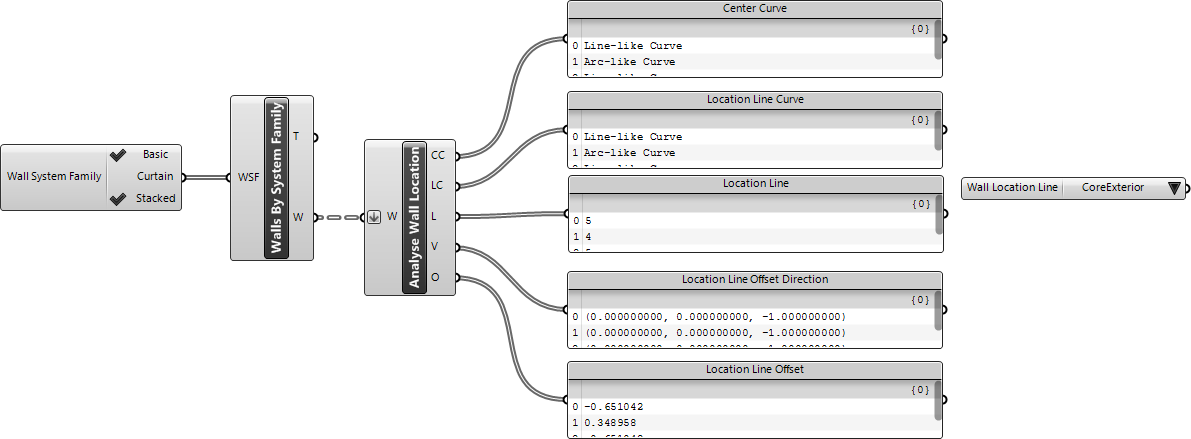 Wall System Family
Basic
Curtain
Stacked
WSF
Walls By System Family
T
W
W
Analyse Wall Location
CC
LC
L
V
O
Center Curve
{0}
0 Line-like Curve
1 Arc-like Curve
Location Line Curve
{0}
0 Line-like Curve
1 Arc-like Curve
Location Line
{0}
0 5
1 4
Location Line Offset Direction
{0}
0 (0.000000000, 0.000000000, -1.000000000)
1 (0.000000000, 0.000000000, -1.000000000)
Location Line Offset
{0}
0 -0.651042
1 0.348958
Wall Location Line CoreExterior